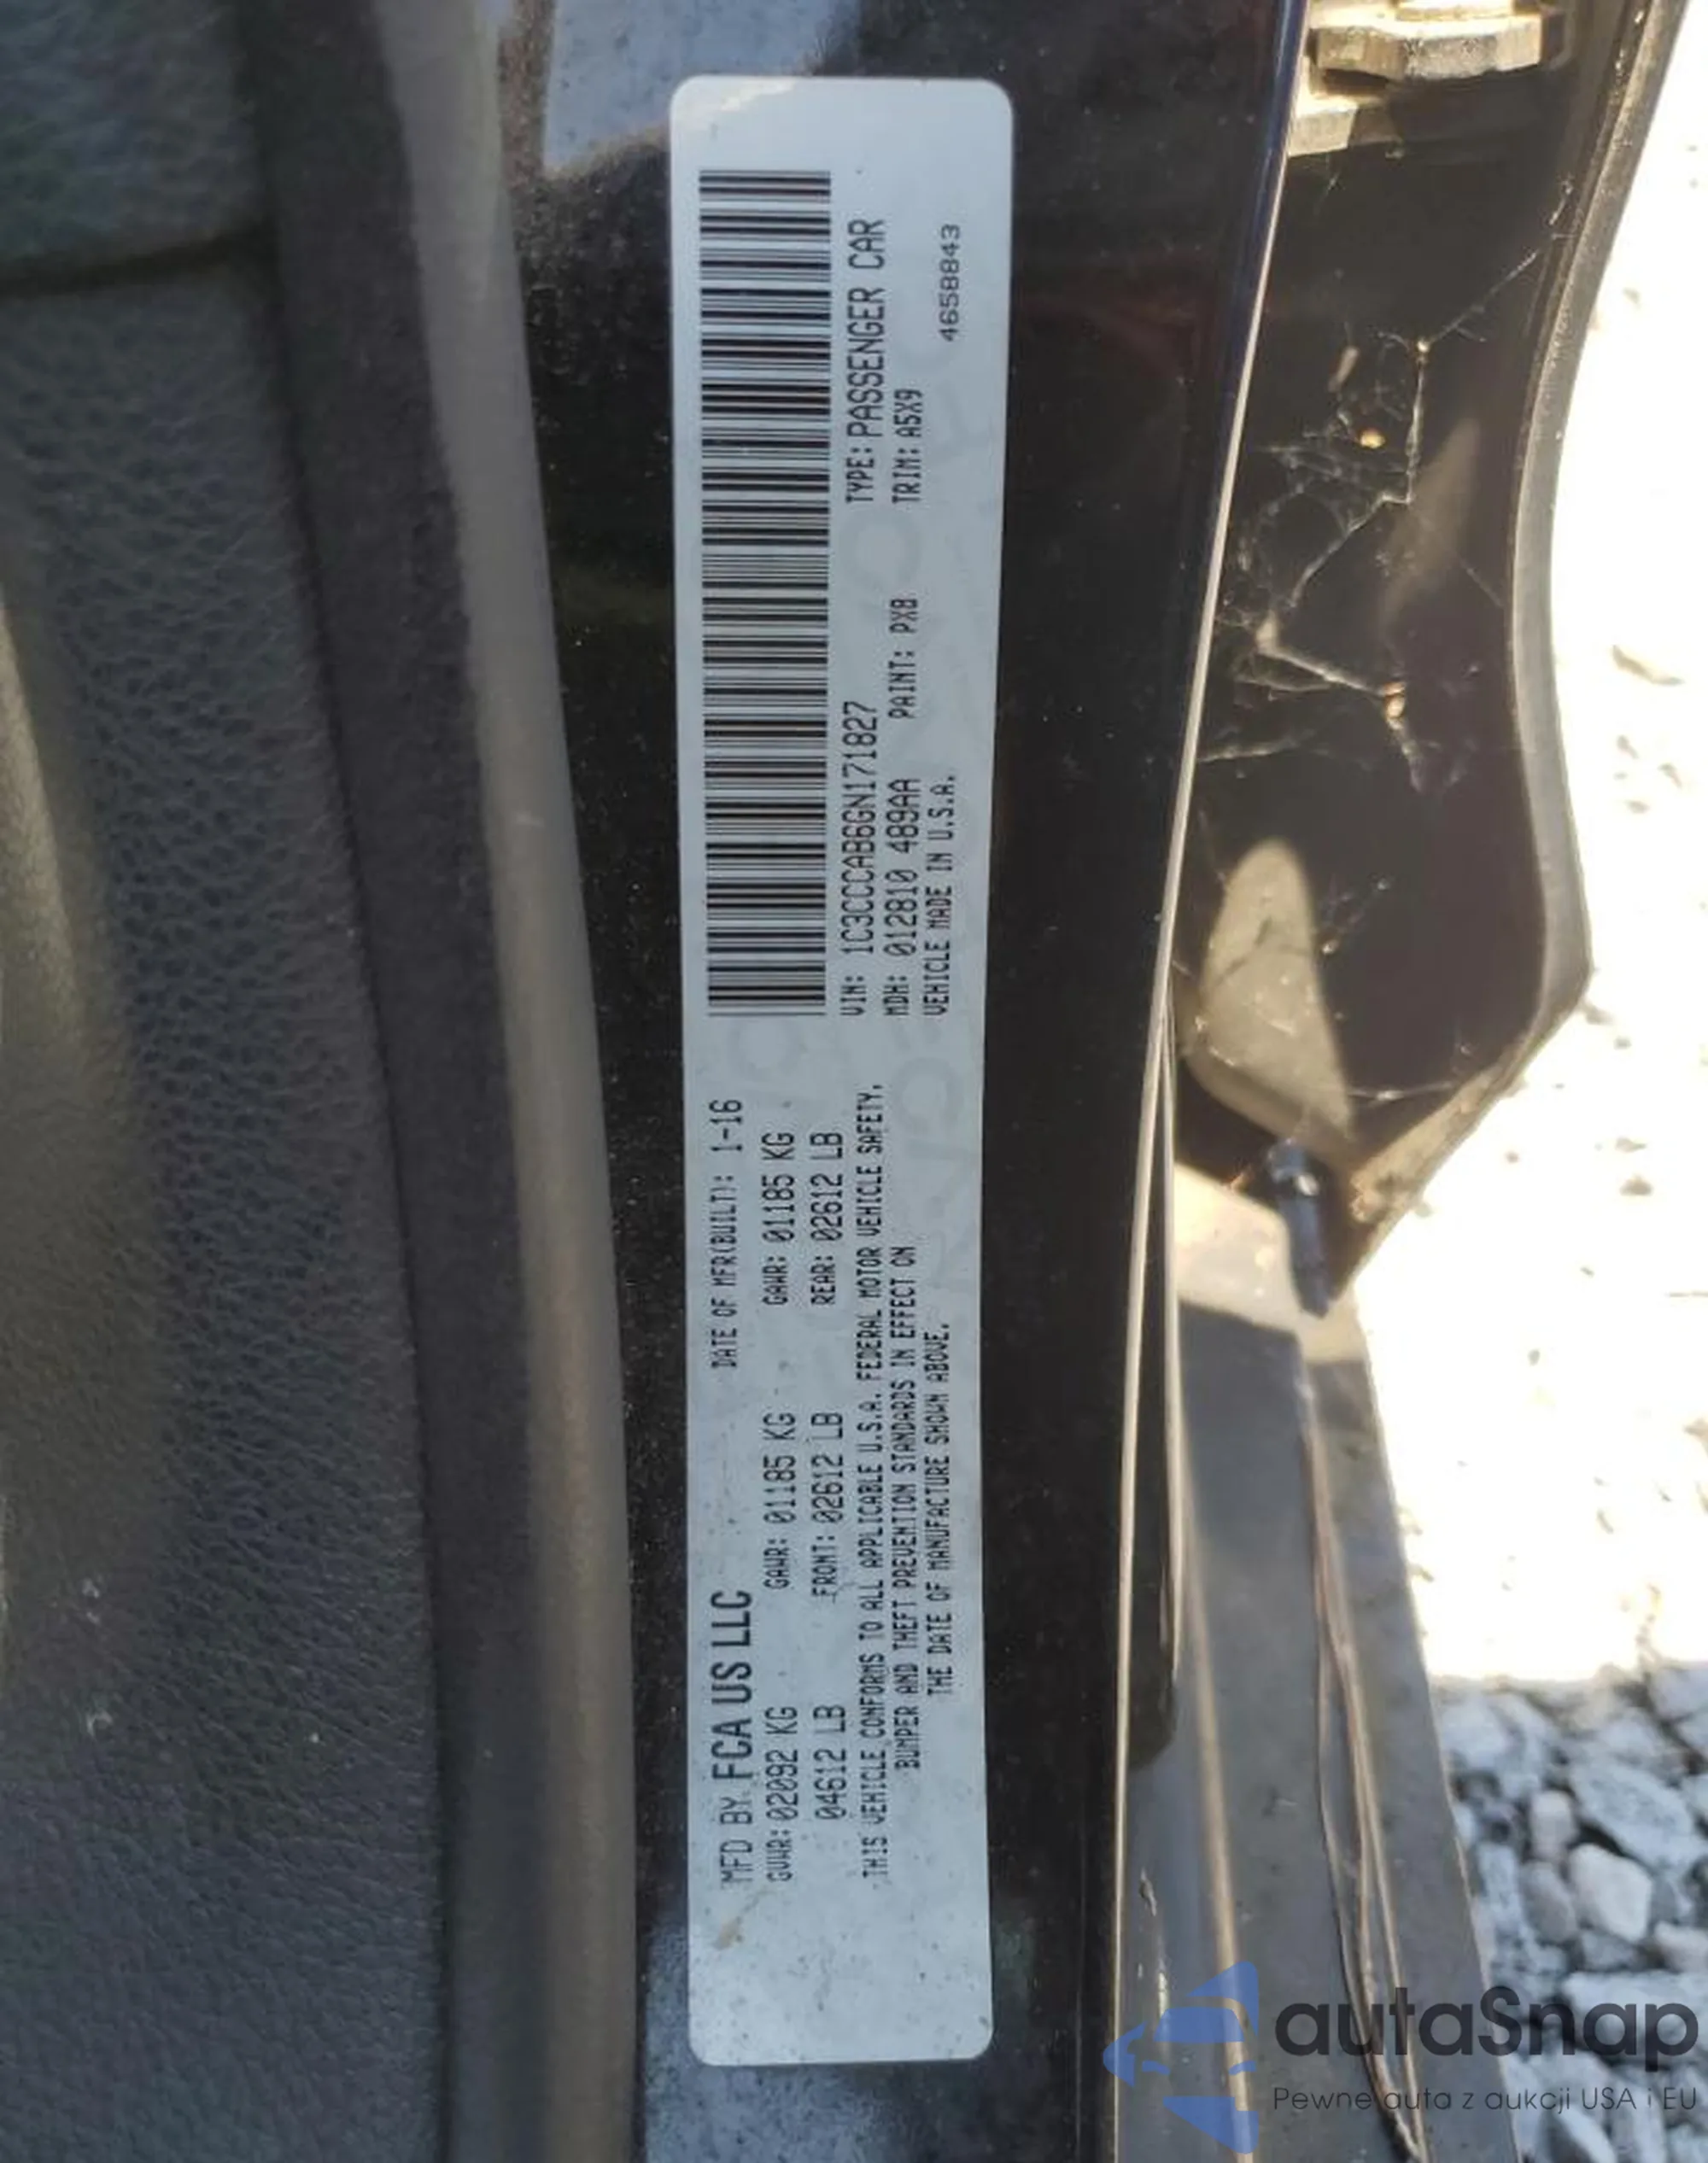 MFD BY FCA US LLC
DATE OF MFR(BUILT): 1-16
GVWR: 02092 KG
GAWR: 01185 KG
GAWR: 01185 KG
04612 LB
FRONT: 02612 LB
REAR: 02612 LB
THIS VEHICLE CONFORMS TO ALL APPLICABLE U.S.A. FEDERAL MOTOR VEHICLE SAFETY,
BUMPER AND THEFT PREVENTION STANDARDS IN EFFECT ON
THE DATE OF MANUFACTURE SHOWN ABOVE.
VIN: 1C3CCCAB6GN171827
TYPE: PASSENGER CAR
MDH: 012810 489AA
PAINT: PX8
TRIM: A5X9
VEHICLE MADE IN U.S.A.
4658843
autaSnap
Pewne auta z aukcji USA i EU